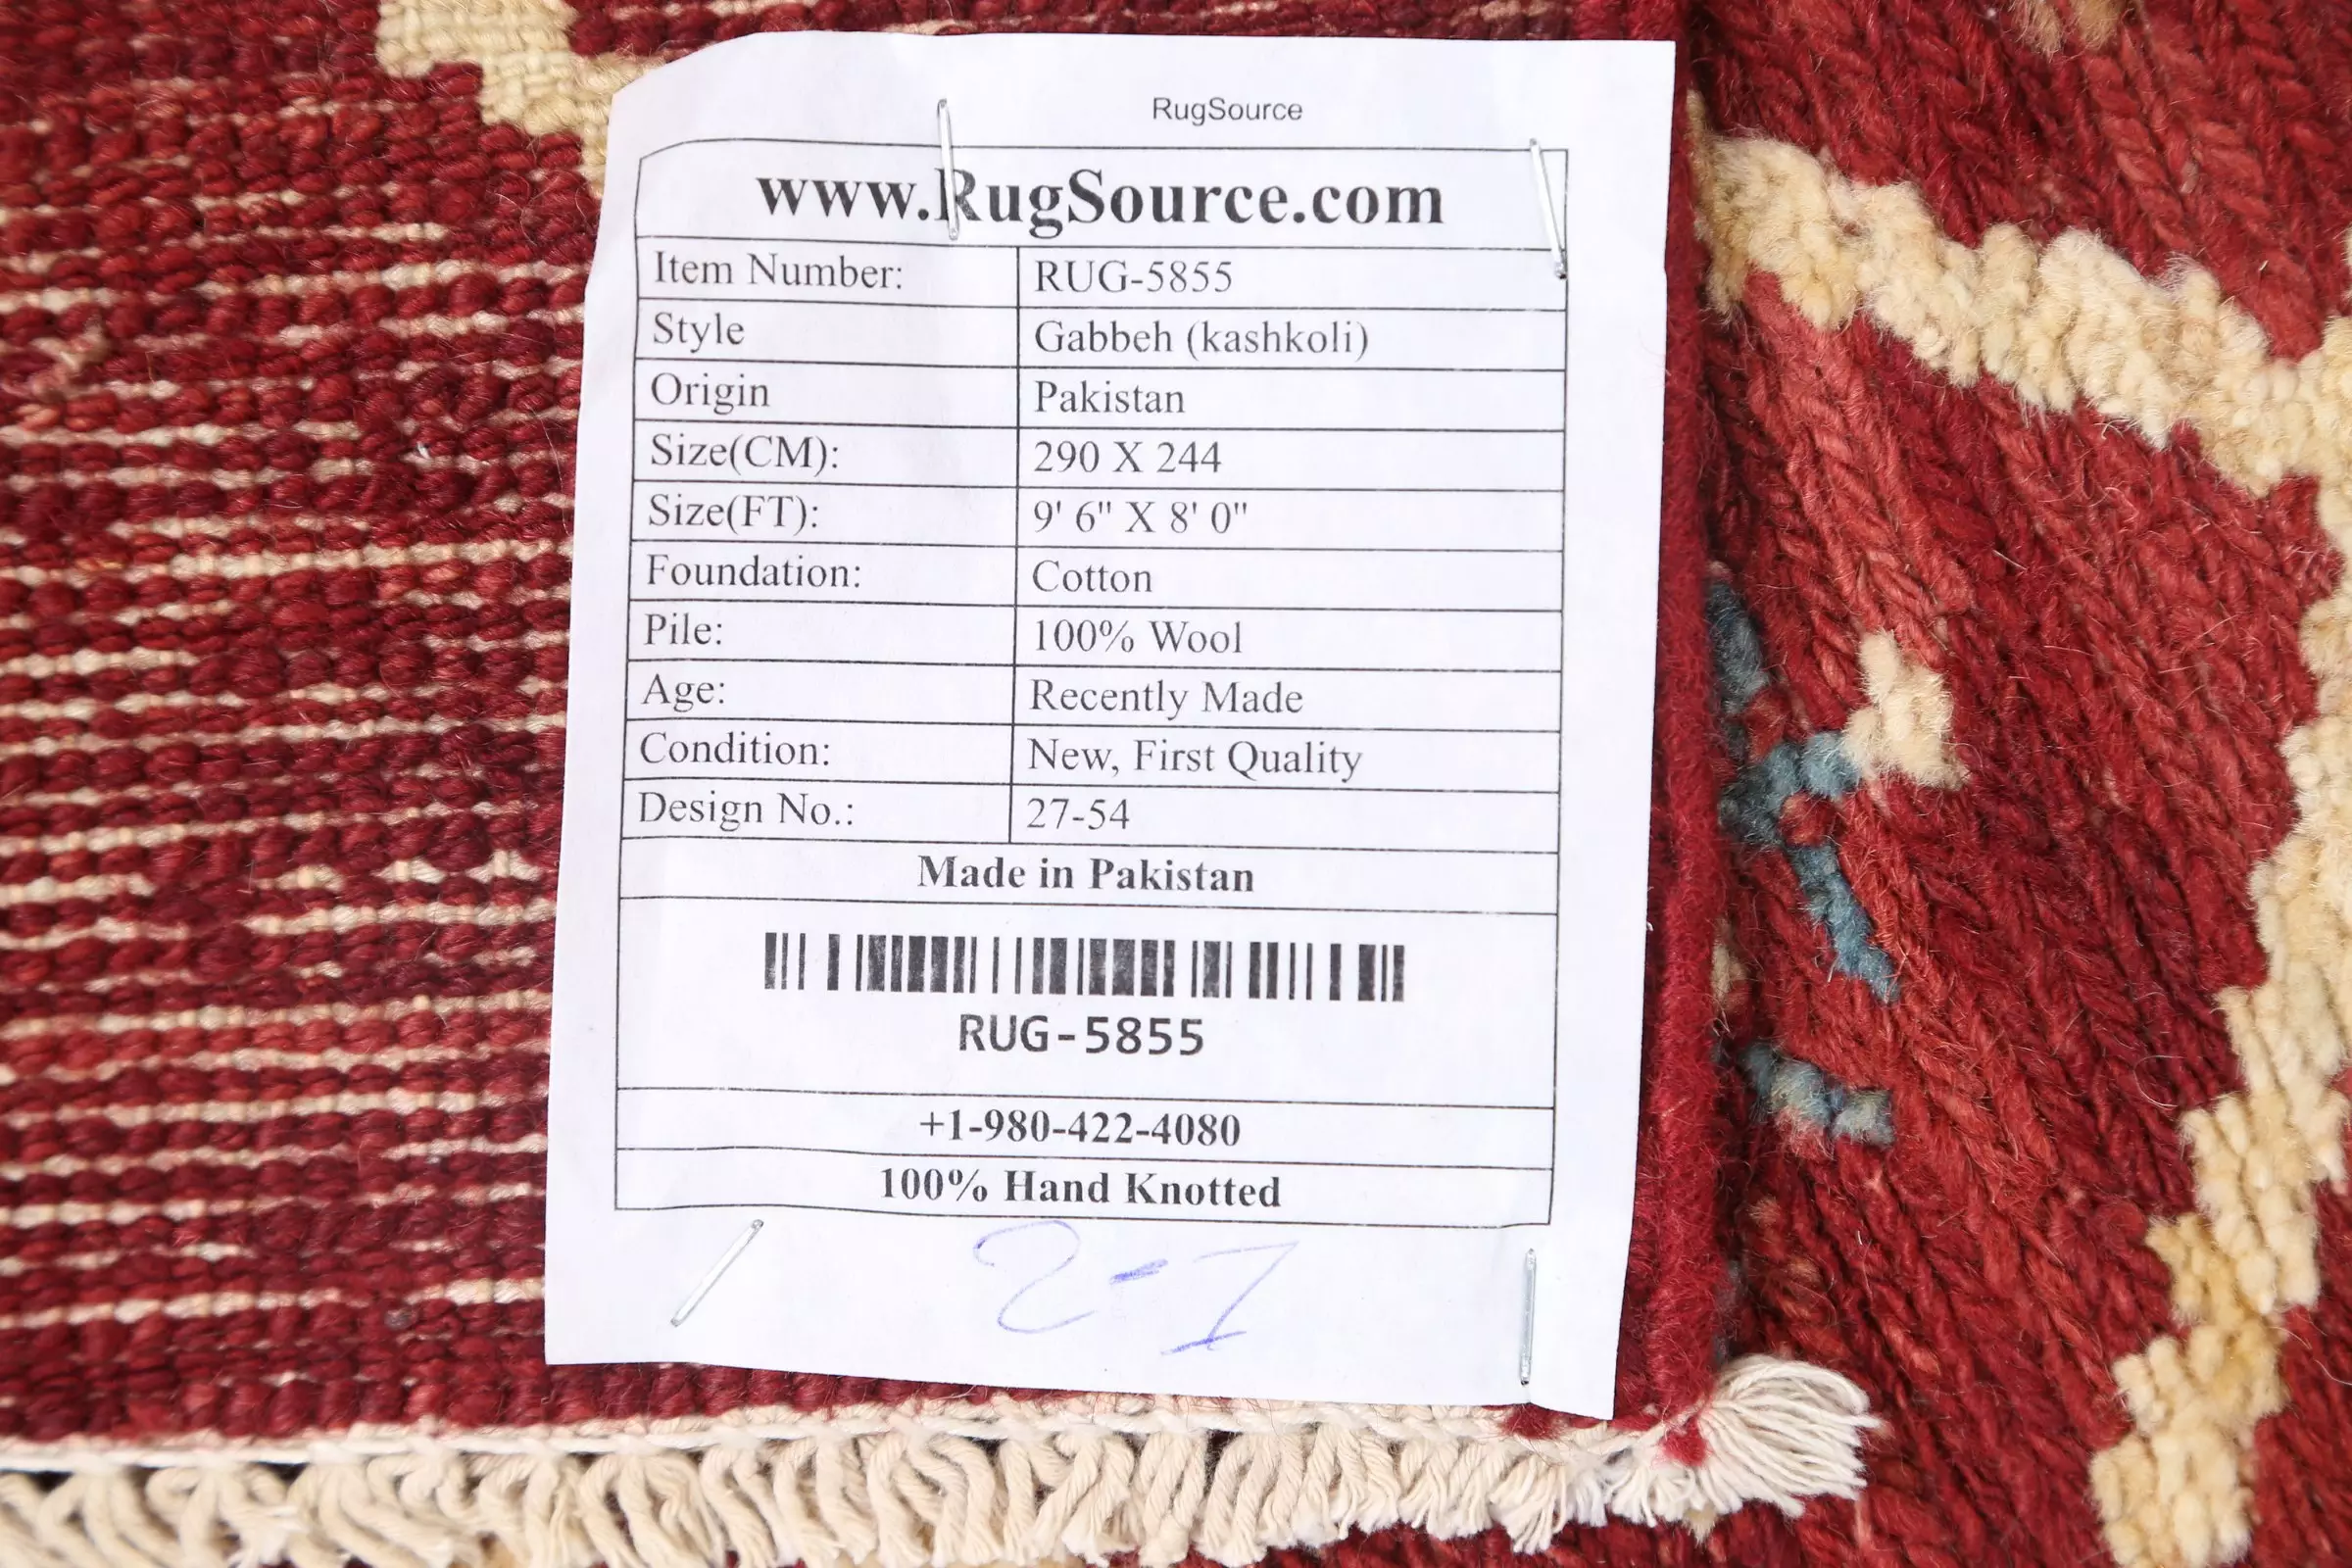 RugSource
www.RugSource.com
Item Number: RUG-5855
Style Gabbeh (kashkoli)
Origin Pakistan
Size(CM): 290 X 244
Size(FT): 9' 6" X 8' 0"
Foundation: Cotton
Pile: 100% Wool
Age: Recently Made
Condition: New, First Quality
Design No.: 27-54
Made in Pakistan
RUG-5855
+1-980-422-4080
100% Hand Knotted
2-7